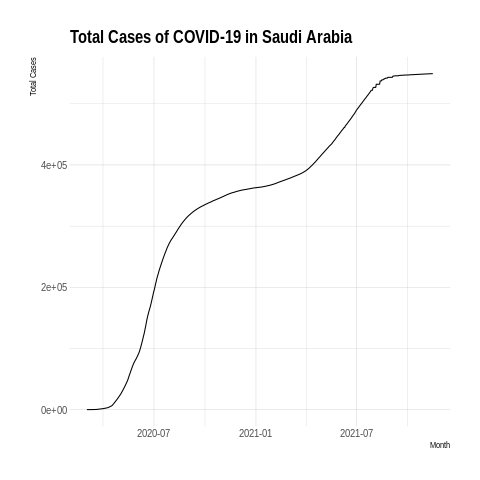 Total Cases of COVID-19 in Saudi Arabia
Total Cases
4e+05
2e+05
0e+00
2020-07 2021-01 2021-07
Month